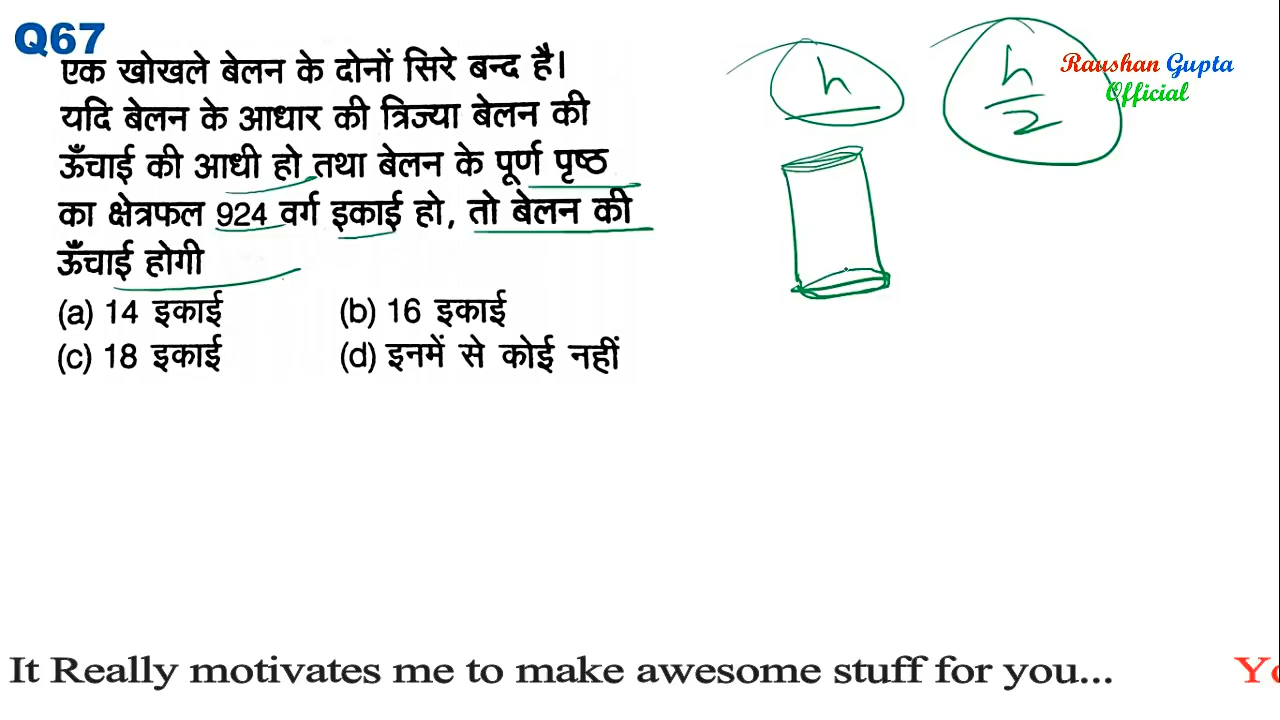 Q67
एक खोखले बेलन के दोनों सिरे बन्द है।
यदि बेलन के आधार की त्रिज्या बेलन की
ऊँचाई की आधी हो तथा बेलन के पूर्ण पृष्ठ
का क्षेत्रफल 924 वर्ग इकाई हो, तो बेलन की
ऊँचाई होगी
(a) 14 इकाई (b) 16 इकाई
(c) 18 इकाई (d) इनमें से कोई नहीं
h
h/2
Raushan Gupta
Official
It Really motivates me to make awesome stuff for you...